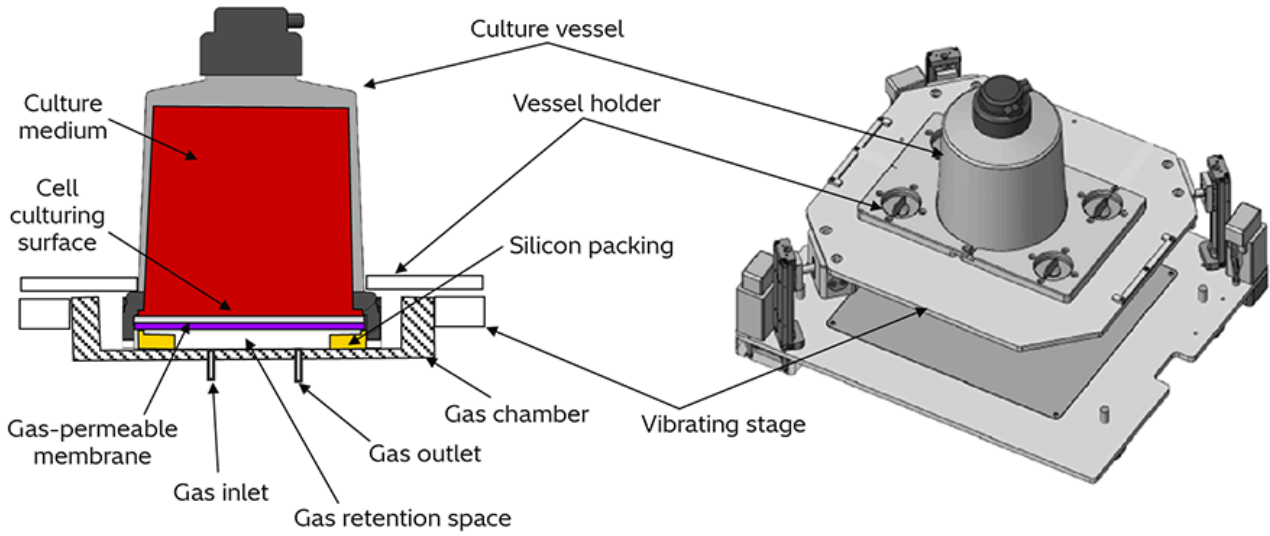 Culture vessel
Vessel holder
Culture
medium
Cell
culturing
surface
Silicon packing
Gas chamber
Vibrating stage
Gas-permeable
membrane
Gas outlet
Gas inlet
Gas retention space